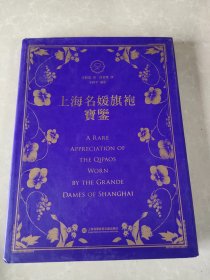 上海名媛旗袍
寳鑒
A RARE
APPRECIATION OF
THE QIPAOS
WORN
BY THE GRANDE
DAMES OF SHANGHAI